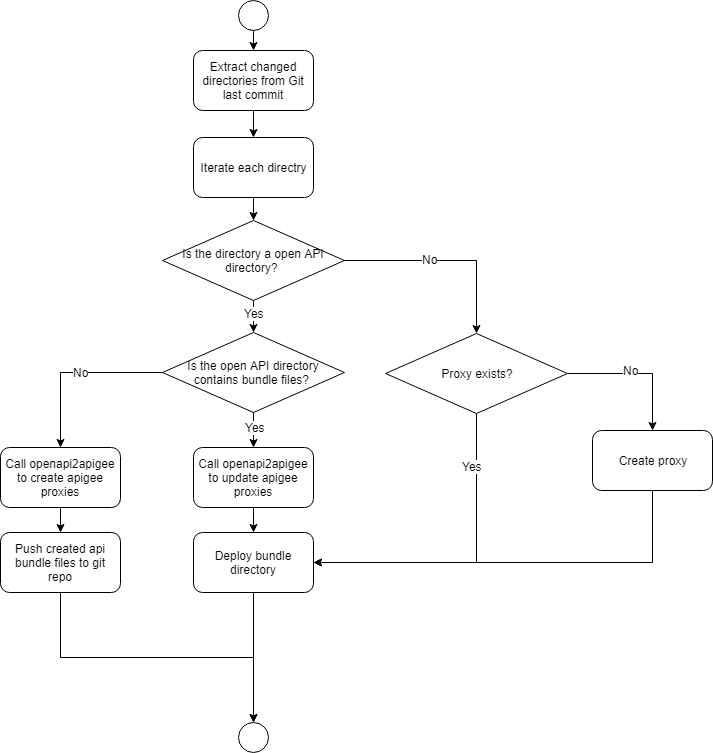 Extract changed
directories from Git
last commit
Iterate each directry
Is the directory a open API
directory?
No
Yes
Is the open API directory
contains bundle files?
Proxy exists?
No
No
Yes
Call openapi2apigee
to create apigee
proxies
Call openapi2apigee
to update apigee
proxies
Yes
Create proxy
Push created api
bundle files to git
repo
Deploy bundle
directory